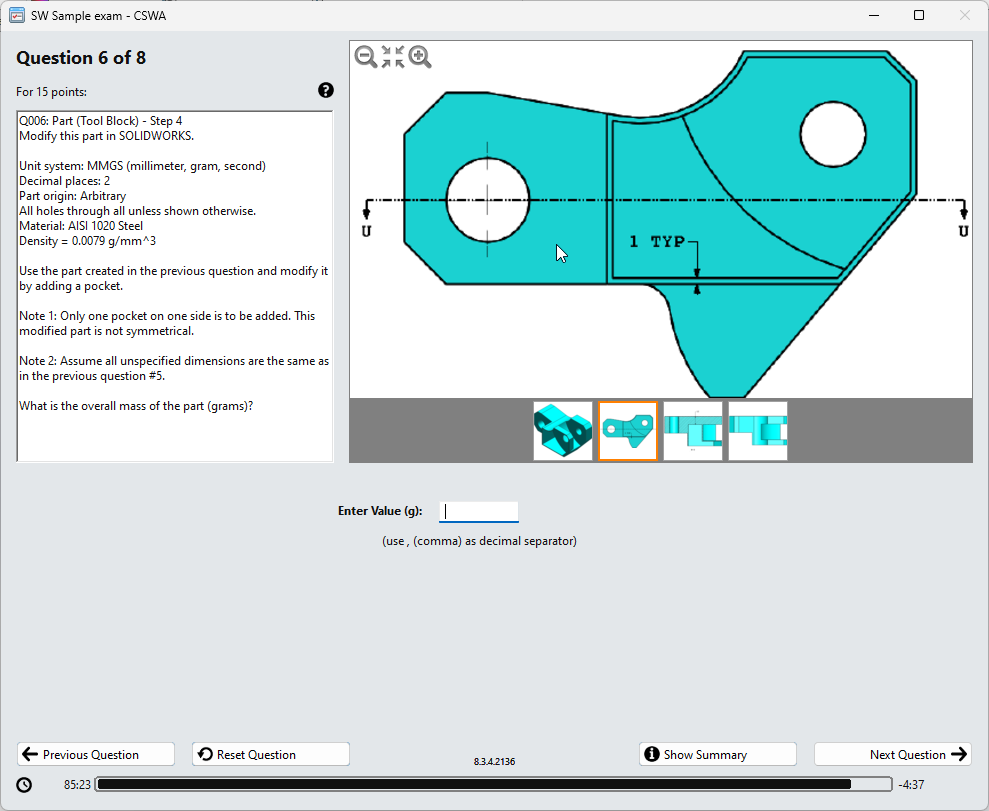 SW Sample exam - CSWA
Question 6 of 8
For 15 points:
Q006: Part (Tool Block) - Step 4
Modify this part in SOLIDWORKS.
Unit system: MMGS (millimeter, gram, second)
Decimal places: 2
Part origin: Arbitrary
All holes through all unless shown otherwise.
Material: AISI 1020 Steel
Density = 0.0079 g/mm^3
Use the part created in the previous question and modify it
by adding a pocket.
Note 1: Only one pocket on one side is to be added. This
modified part is not symmetrical.
Note 2: Assume all unspecified dimensions are the same as
in the previous question #5.
What is the overall mass of the part (grams)?
U
U
1 TYP
Enter Value (g):
(use , (comma) as decimal separator)
Previous Question
Reset Question
8.3.4.2136
Show Summary
Next Question
85:23
-4:37